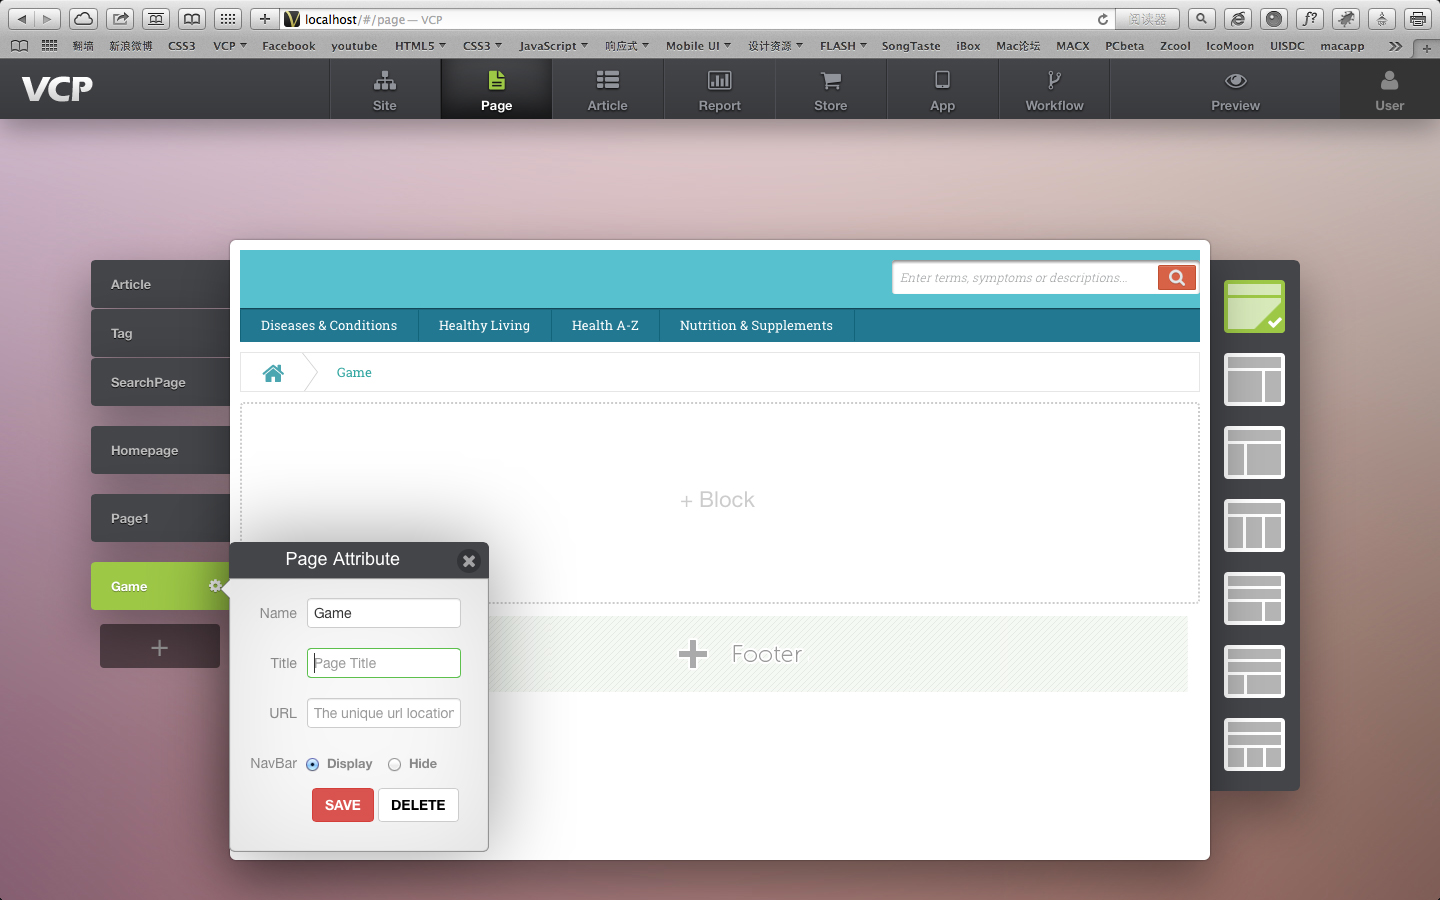 localhost/#/page — VCP
阅读器
翻墙 新浪微博 CSS3 VCP Facebook youtube HTML5 CSS3 JavaScript 响应式 Mobile UI 设计资源 FLASH SongTaste iBox Mac论坛 MACX PCbeta Zcool IcoMoon UISDC macapp
VCP
Site
Page
Article
Report
Store
App
Workflow
Preview
User
Article
Tag
SearchPage
Homepage
Page1
Game
Enter terms, symptoms or descriptions...
Diseases & Conditions Healthy Living Health A-Z Nutrition & Supplements
Game
+ Block
Footer
Page Attribute
Name Game
Title Page Title
URL The unique url location
NavBar Display Hide
SAVE DELETE